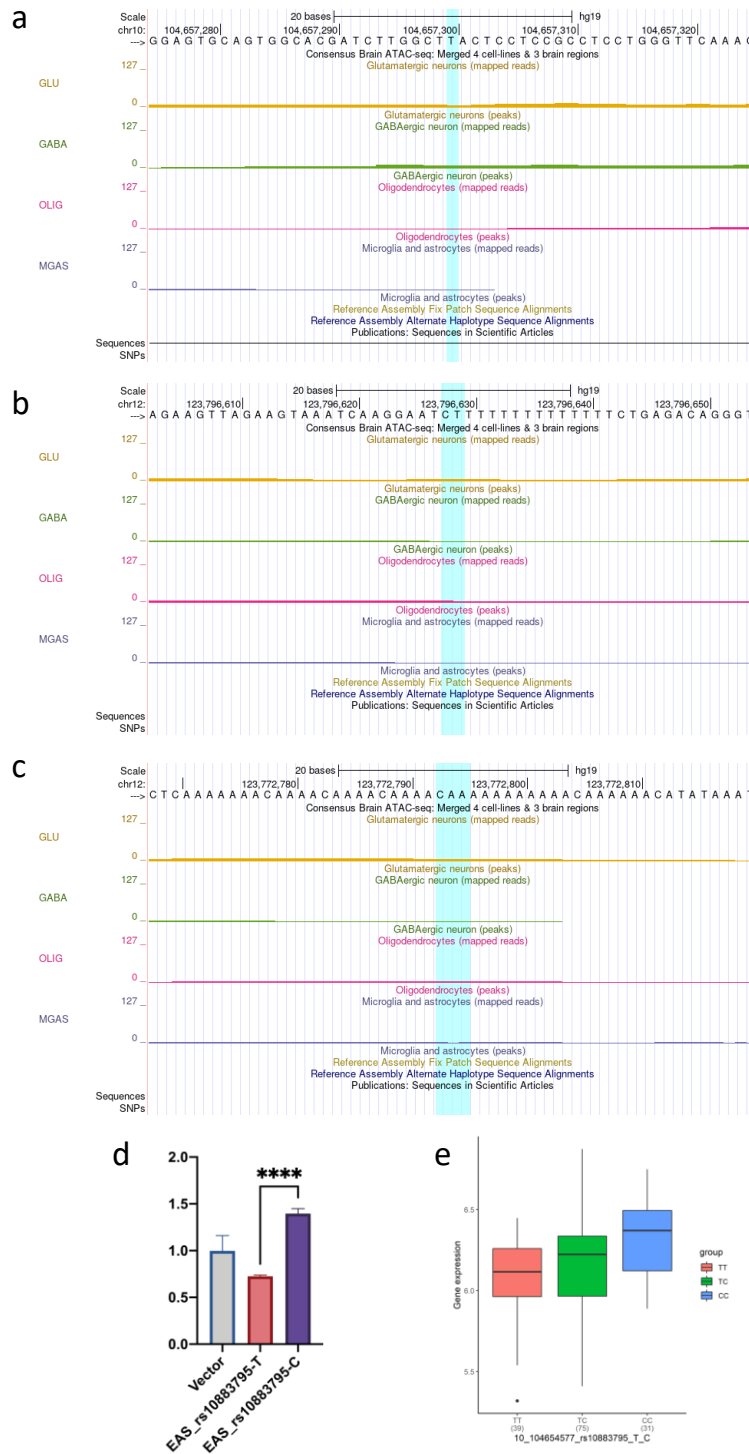 a
Scale 20 bases hg19
chr10: 104,657,280 104,657,290 104,657,300 104,657,310 104,657,320
---> G G A G T G C A G T G G C A C G A T C T T G G C T T A C T C C T C C G C C T C C T G G G T T C A A A C
Consensus Brain ATAC-seq: Merged 4 cell-lines & 3 brain regions
Glutamatergic neurons (mapped reads)
127 _
GLU
0 _
Glutamatergic neurons (peaks)
GABAergic neuron (mapped reads)
127 _
GABA
0 _
GABAergic neuron (peaks)
Oligodendrocytes (mapped reads)
127 _
OLIG
0 _
Oligodendrocytes (peaks)
Microglia and astrocytes (mapped reads)
127 _
MGAS
0 _
Microglia and astrocytes (peaks)
Reference Assembly Fix Patch Sequence Alignments
Reference Assembly Alternate Haplotype Sequence Alignments
Publications: Sequences in Scientific Articles
Sequences
SNPs
b
Scale 20 bases hg19
chr12: 123,796,610 123,796,620 123,796,630 123,796,640 123,796,650
---> A G A A G T T A G A A G T A A A T C A A G G A A T C T T T T T T T T T T T T T T C T G A G A C A G G G T
Consensus Brain ATAC-seq: Merged 4 cell-lines & 3 brain regions
Glutamatergic neurons (mapped reads)
127 _
GLU
0 _
Glutamatergic neurons (peaks)
GABAergic neuron (mapped reads)
127 _
GABA
0 _
GABAergic neuron (peaks)
Oligodendrocytes (mapped reads)
127 _
OLIG
0 _
Oligodendrocytes (peaks)
Microglia and astrocytes (mapped reads)
127 _
MGAS
0 _
Microglia and astrocytes (peaks)
Reference Assembly Fix Patch Sequence Alignments
Reference Assembly Alternate Haplotype Sequence Alignments
Publications: Sequences in Scientific Articles
Sequences
SNPs
c
Scale 20 bases hg19
chr12: 123,772,780 123,772,790 123,772,800 123,772,810
---> C T C A A A A A A A C A A A A C A A A A C A A A A C A A A A A A A A A A C A A A A A A C A T A T A A A T
Consensus Brain ATAC-seq: Merged 4 cell-lines & 3 brain regions
Glutamatergic neurons (mapped reads)
127 _
GLU
0 _
Glutamatergic neurons (peaks)
GABAergic neuron (mapped reads)
127 _
GABA
0 _
GABAergic neuron (peaks)
Oligodendrocytes (mapped reads)
127 _
OLIG
0 _
Oligodendrocytes (peaks)
Microglia and astrocytes (mapped reads)
127 _
MGAS
0 _
Microglia and astrocytes (peaks)
Reference Assembly Fix Patch Sequence Alignments
Reference Assembly Alternate Haplotype Sequence Alignments
Publications: Sequences in Scientific Articles
Sequences
SNPs
d
2.0
1.5
1.0
0.5
0.0
****
Vector
EAS_rs10883795-T
EAS_rs10883795-C
e
Gene expression
6.5
6.0
5.5
TT TC CC
(39) (75) (31)
10_104654577_rs10883795_T_C
group
TT
TC
CC